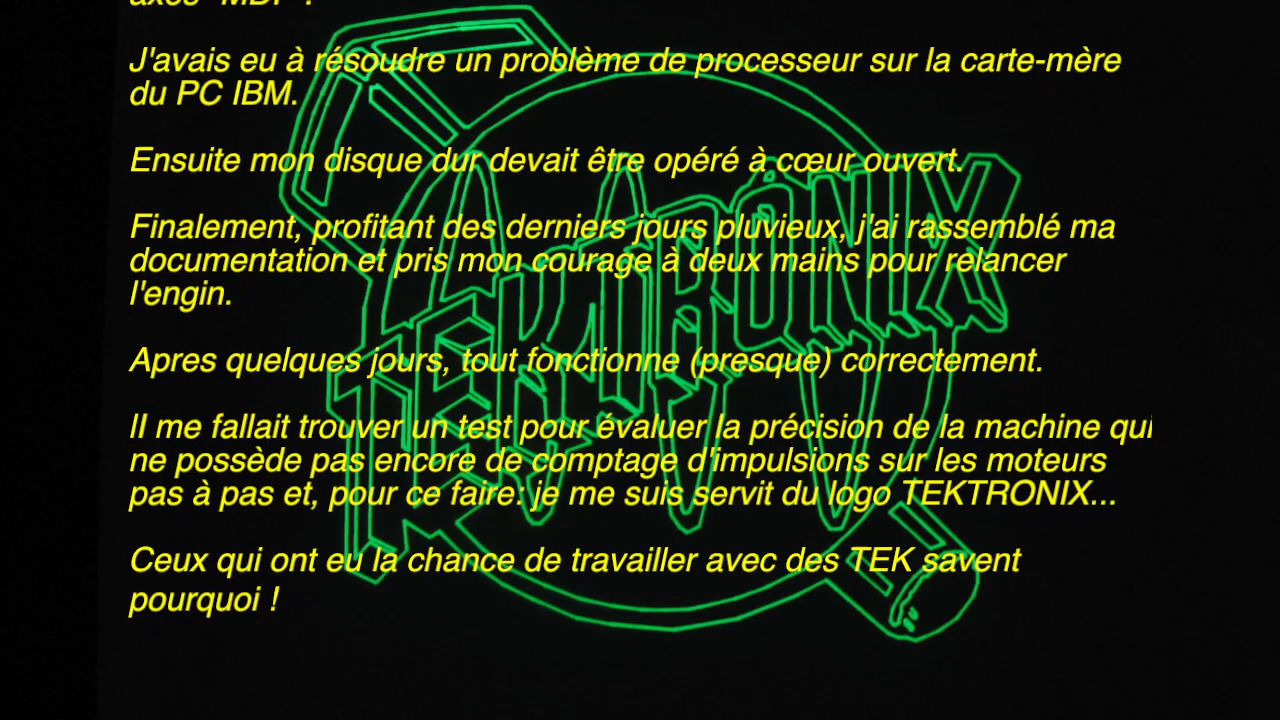 axes "MDP" !
J'avais eu à résoudre un problème de processeur sur la carte-mère
du PC IBM.
Ensuite mon disque dur devait être opéré à cœur ouvert.
Finalement, profitant des derniers jours pluvieux, j'ai rassemblé ma
documentation et pris mon courage à deux mains pour relancer
l'engin.
Apres quelques jours, tout fonctionne (presque) correctement.
Il me fallait trouver un test pour évaluer la précision de la machine qui
ne possède pas encore de comptage d'impulsions sur les moteurs
pas à pas et, pour ce faire: je me suis servit du logo TEKTRONIX...
Ceux qui ont eu la chance de travailler avec des TEK savent
pourquoi !
TEKTRONIX